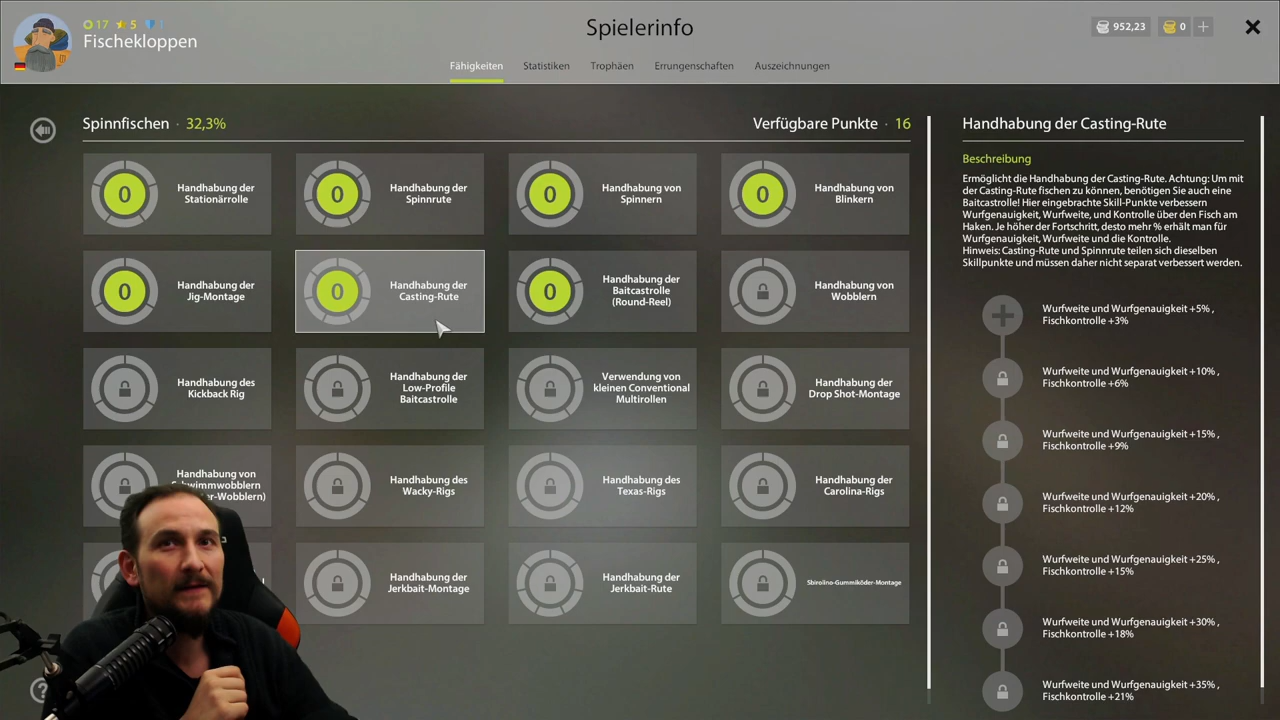 17 5 1
Fischekloppen
Spielerinfo
952,23
0
Fähigkeiten
Statistiken
Trophäen
Errungenschaften
Auszeichnungen
Spinnfischen · 32,3%
Verfügbare Punkte · 16
0
Handhabung der
Stationärrolle
0
Handhabung der
Spinnrute
0
Handhabung von
Spinnern
0
Handhabung von
Blinkern
0
Handhabung der
Jig-Montage
0
Handhabung der
Casting-Rute
0
Handhabung der
Baitcastrolle
(Round-Reel)
Handhabung von
Wobblern
Handhabung des
Kickback Rig
Handhabung der
Low-Profile
Baitcastrolle
Verwendung von
kleinen Conventional
Multirollen
Handhabung der
Drop Shot-Montage
Handhabung von
er-Wobblern)
Handhabung des
Wacky-Rigs
Handhabung des
Texas-Rigs
Handhabung der
Carolina-Rigs
Handhabung der
Jerkbait-Montage
Handhabung der
Jerkbait-Rute
Sbirolino-Gummiköder-Montage
?
Handhabung der Casting-Rute
Beschreibung
Ermöglicht die Handhabung der Casting-Rute. Achtung: Um mit
der Casting-Rute fischen zu können, benötigen Sie auch eine
Baitcastrolle! Hier eingebrachte Skill-Punkte verbessern
Wurfgenauigkeit, Wurfweite, und Kontrolle über den Fisch am
Haken. Je höher der Fortschritt, desto mehr % erhält man für
Wurfgenauigkeit, Wurfweite und die Kontrolle.
Hinweis: Casting-Rute und Spinnrute teilen sich dieselben
Skillpunkte und müssen daher nicht separat verbessert werden.
Wurfweite und Wurfgenauigkeit +5% ,
Fischkontrolle +3%
Wurfweite und Wurfgenauigkeit +10% ,
Fischkontrolle +6%
Wurfweite und Wurfgenauigkeit +15% ,
Fischkontrolle +9%
Wurfweite und Wurfgenauigkeit +20% ,
Fischkontrolle +12%
Wurfweite und Wurfgenauigkeit +25% ,
Fischkontrolle +15%
Wurfweite und Wurfgenauigkeit +30% ,
Fischkontrolle +18%
Wurfweite und Wurfgenauigkeit +35% ,
Fischkontrolle +21%